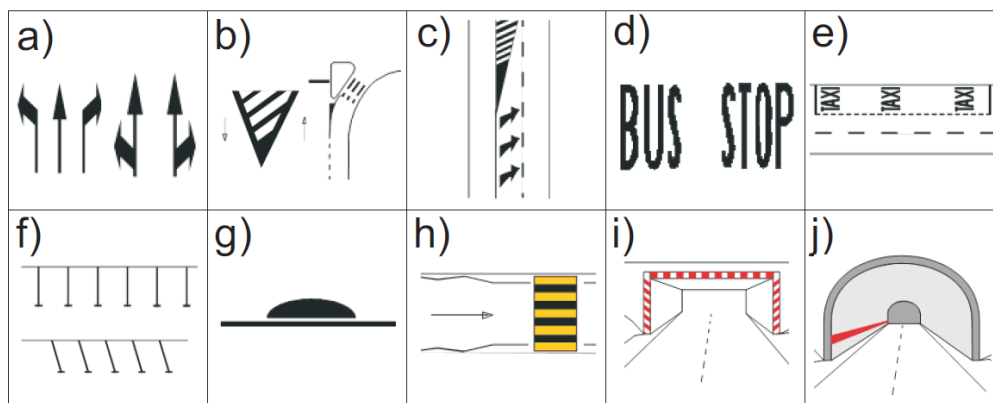 a)
b)
c)
d)
e)
BUS STOP
TAXI
TAXI
TAXI
f)
g)
h)
i)
j)